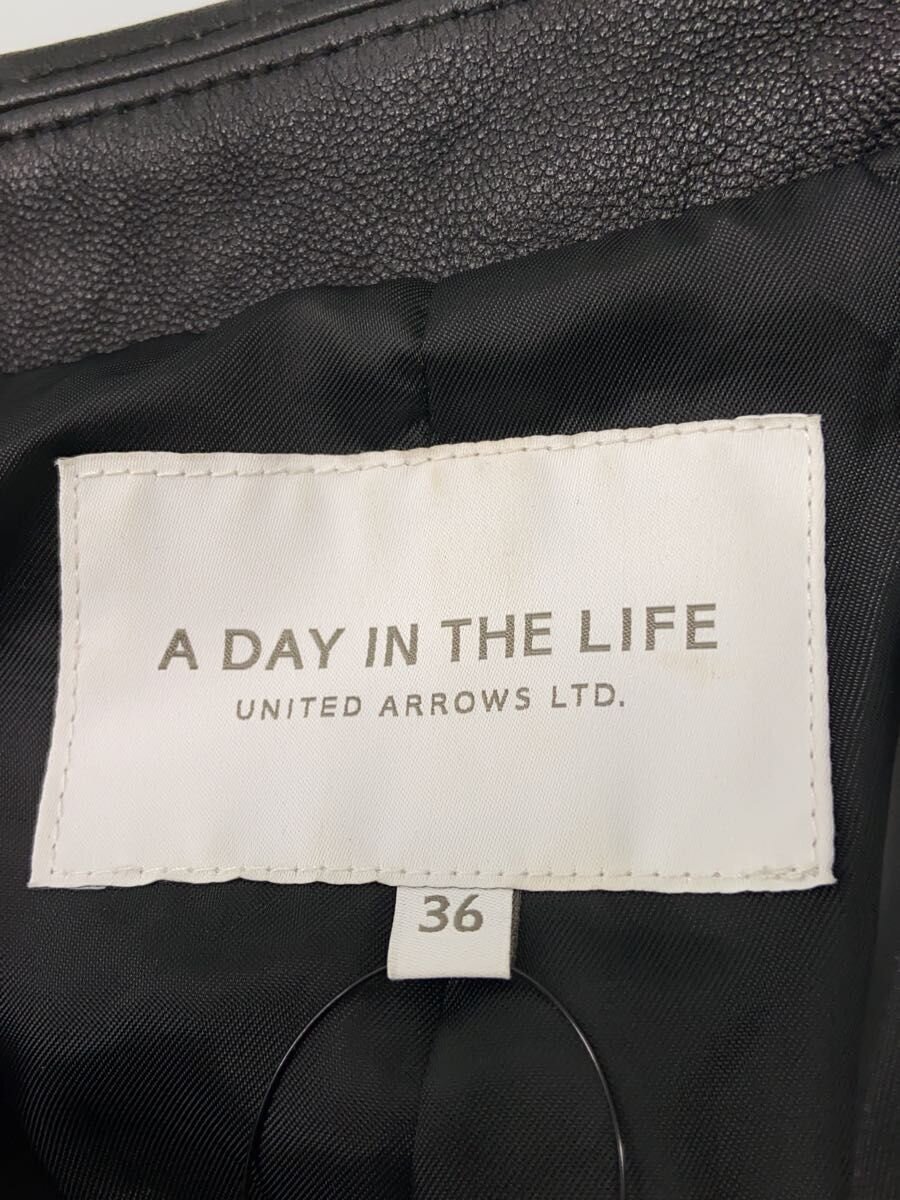 A DAY IN THE LIFE
UNITED ARROWS LTD.
36